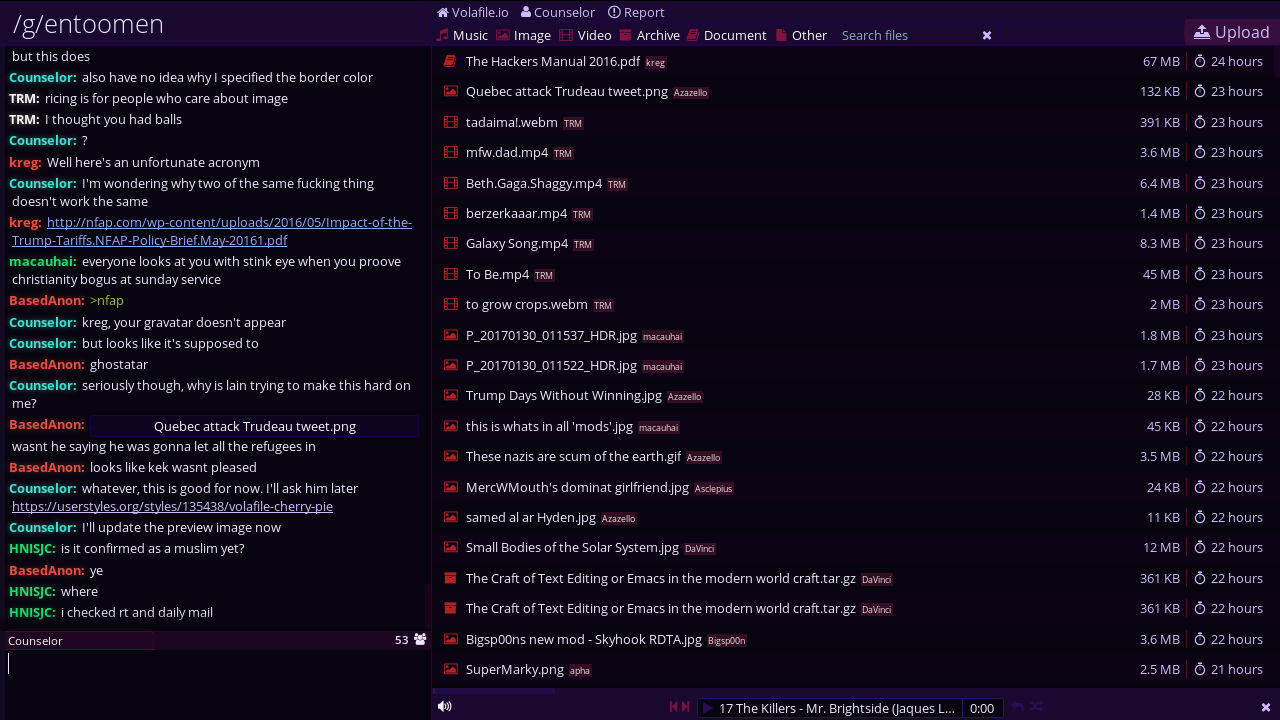 /g/entoomen
Volafile.io Counselor Report
Music Image Video Archive Document Other Search files
Upload
but this does
Counselor: also have no idea why I specified the border color
TRM: ricing is for people who care about image
TRM: I thought you had balls
Counselor: ?
kreg: Well here's an unfortunate acronym
Counselor: I'm wondering why two of the same fucking thing
doesn't work the same
kreg: http://nfap.com/wp-content/uploads/2016/05/Impact-of-the-
Trump-Tariffs.NFAP-Policy-Brief.May-20161.pdf
macauhai: everyone looks at you with stink eye when you proove
christianity bogus at sunday service
BasedAnon: >nfap
Counselor: kreg, your gravatar doesn't appear
Counselor: but looks like it's supposed to
BasedAnon: ghostatar
Counselor: seriously though, why is lain trying to make this hard on
me?
BasedAnon: Quebec attack Trudeau tweet.png
wasnt he saying he was gonna let all the refugees in
BasedAnon: looks like kek wasnt pleased
Counselor: whatever, this is good for now. I'll ask him later
https://userstyles.org/styles/135438/volafile-cherry-pie
Counselor: I'll update the preview image now
HNISJC: is it confirmed as a muslim yet?
BasedAnon: ye
HNISJC: where
HNISJC: i checked rt and daily mail
Counselor 53
The Hackers Manual 2016.pdf kreg 67 MB 24 hours
Quebec attack Trudeau tweet.png Azazello 132 KB 23 hours
tadaima!.webm TRM 391 KB 23 hours
mfw.dad.mp4 TRM 3.6 MB 23 hours
Beth.Gaga.Shaggy.mp4 TRM 6.4 MB 23 hours
berzerkaaar.mp4 TRM 1.4 MB 23 hours
Galaxy Song.mp4 TRM 8.3 MB 23 hours
To Be.mp4 TRM 45 MB 23 hours
to grow crops.webm TRM 2 MB 23 hours
P_20170130_011537_HDR.jpg macauhai 1.8 MB 23 hours
P_20170130_011522_HDR.jpg macauhai 1.7 MB 23 hours
Trump Days Without Winning.jpg Azazello 28 KB 22 hours
this is whats in all 'mods'.jpg macauhai 45 KB 22 hours
These nazis are scum of the earth.gif Azazello 3.5 MB 22 hours
MercWMouth's dominat girlfriend.jpg Asclepius 24 KB 22 hours
samed al ar Hyden.jpg Azazello 11 KB 22 hours
Small Bodies of the Solar System.jpg DaVinci 12 MB 22 hours
The Craft of Text Editing or Emacs in the modern world craft.tar.gz DaVinci 361 KB 22 hours
The Craft of Text Editing or Emacs in the modern world craft.tar.gz DaVinci 361 KB 22 hours
Bigsp00ns new mod - Skyhook RDTA.jpg Bigsp00n 3.6 MB 22 hours
SuperMarky.png apha 2.5 MB 21 hours
17 The Killers - Mr. Brightside (Jaques L... 0:00